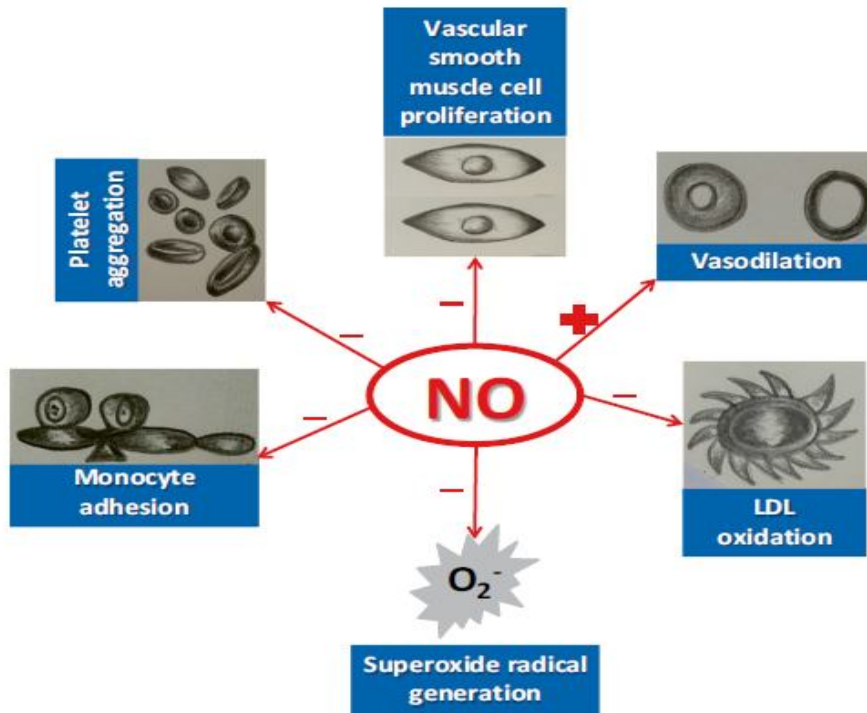 Vascular
smooth
muscle cell
proliferation
Platelet
aggregation
Vasodilation
−
−
+
NO
−
−
−
Monocyte
adhesion
LDL
oxidation
O₂⁻
Superoxide radical
generation